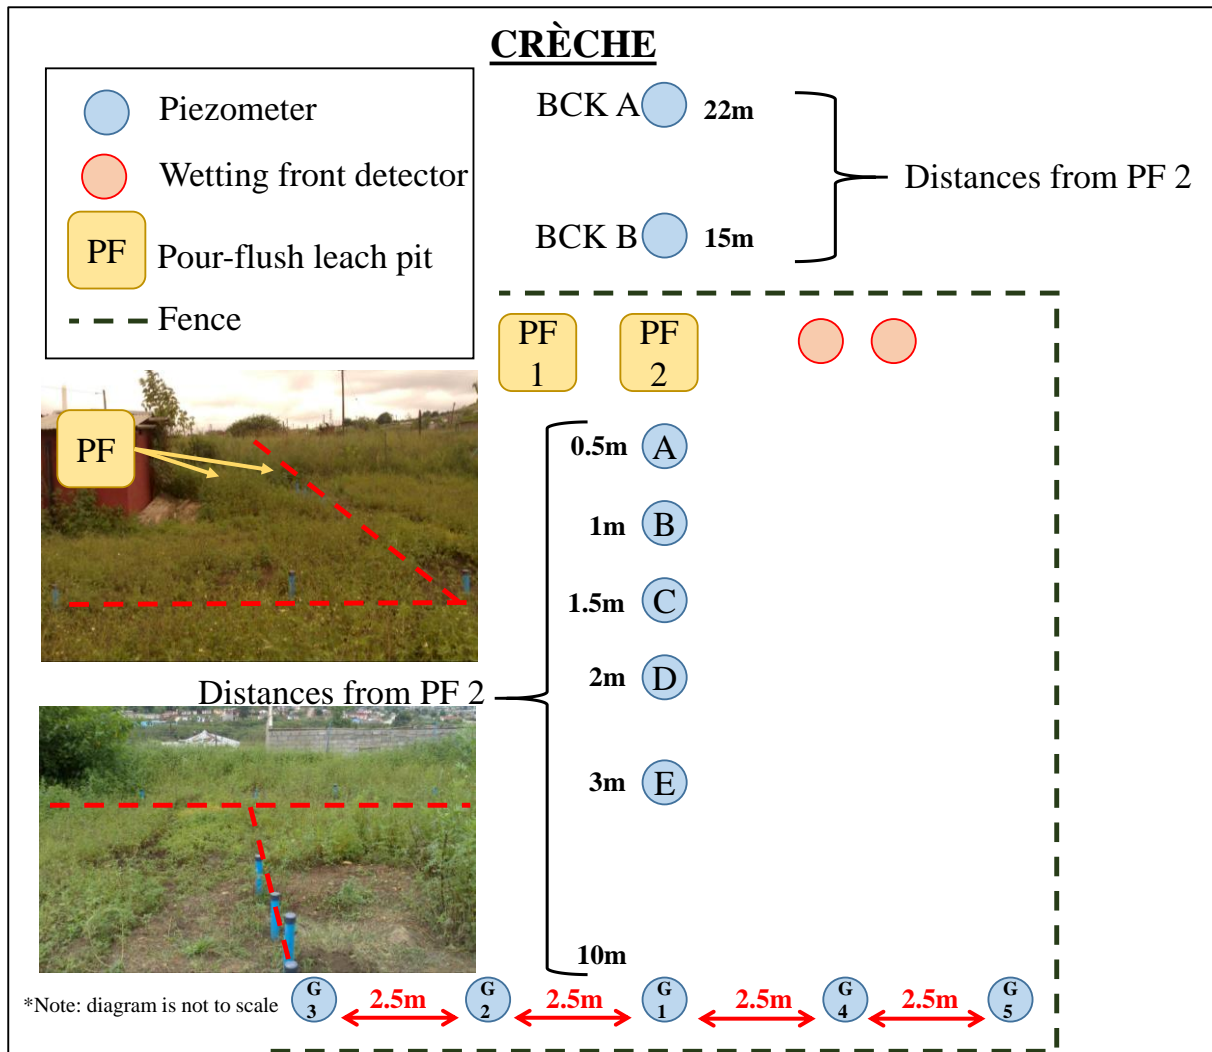 CRÈCHE
Piezometer
Wetting front detector
PF
Pour-flush leach pit
Fence
BCK A
22m
BCK B
15m
Distances from PF 2
PF
1
PF
2
PF
0.5m
A
1m
B
1.5m
C
2m
D
Distances from PF 2
3m
E
10m
*Note: diagram is not to scale
G
3
2.5m
G
2
2.5m
G
1
2.5m
G
4
2.5m
G
5